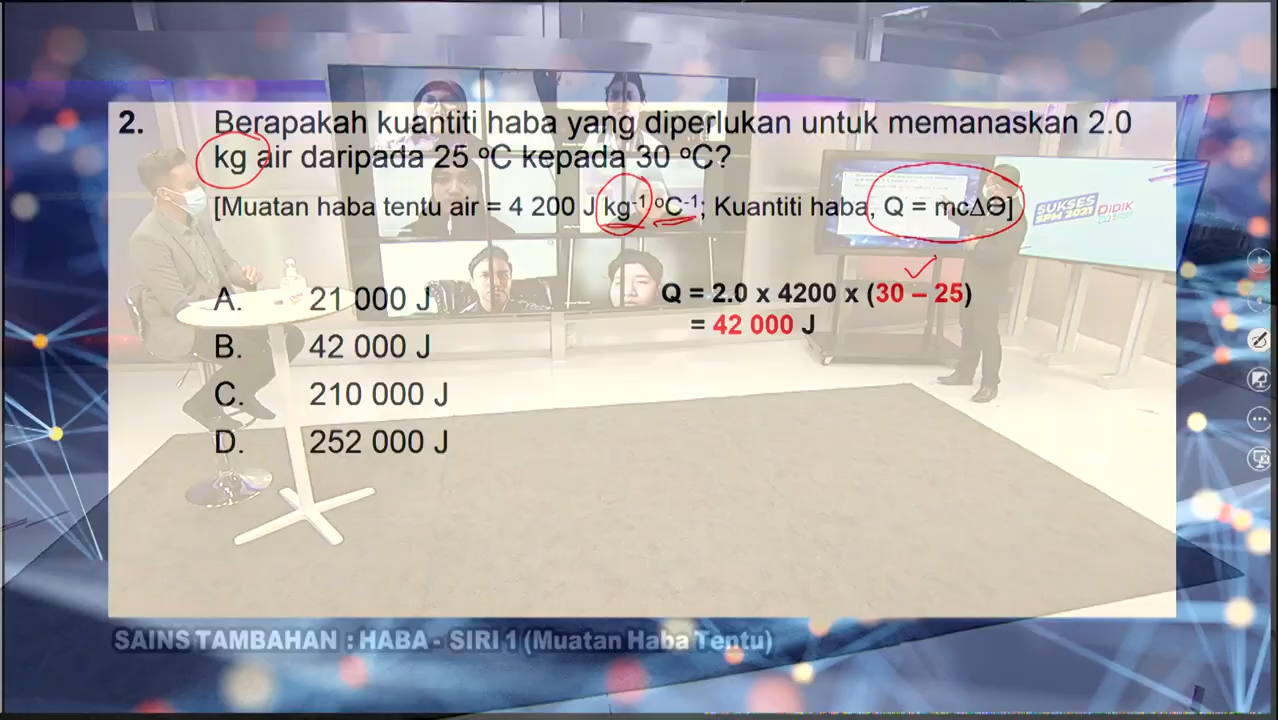 2. Berapakah kuantiti haba yang diperlukan untuk memanaskan 2.0
kg air daripada 25 ºC kepada 30 ºC?
[Muatan haba tentu air = 4 200 J kg-1 ºC-1; Kuantiti haba, Q = mcΔΘ]
A. 21 000 J
B. 42 000 J
C. 210 000 J
D. 252 000 J
Q = 2.0 x 4200 x (30 – 25)
= 42 000 J
SUKSES
SPM 2021
DIDIK
SAINS TAMBAHAN : HABA - SIRI 1 (Muatan Haba Tentu)